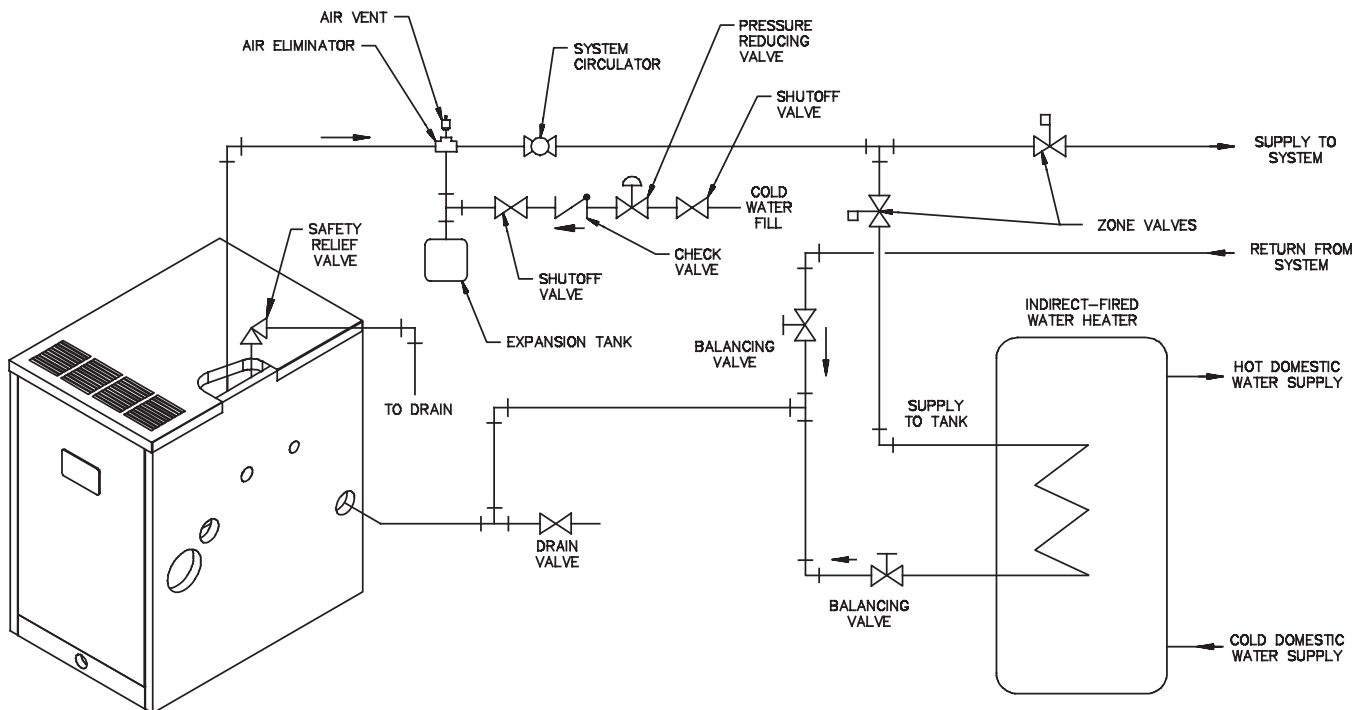 AIR VENT
AIR ELIMINATOR
SYSTEM
CIRCULATOR
PRESSURE
REDUCING
VALVE
SHUTOFF
VALVE
SUPPLY TO
SYSTEM
COLD
WATER
FILL
ZONE VALVES
SAFETY
RELIEF
VALVE
SHUTOFF
VALVE
CHECK
VALVE
RETURN FROM
SYSTEM
EXPANSION TANK
INDIRECT-FIRED
WATER HEATER
BALANCING
VALVE
HOT DOMESTIC
WATER SUPPLY
TO DRAIN
SUPPLY
TO TANK
DRAIN
VALVE
BALANCING
VALVE
COLD DOMESTIC
WATER SUPPLY